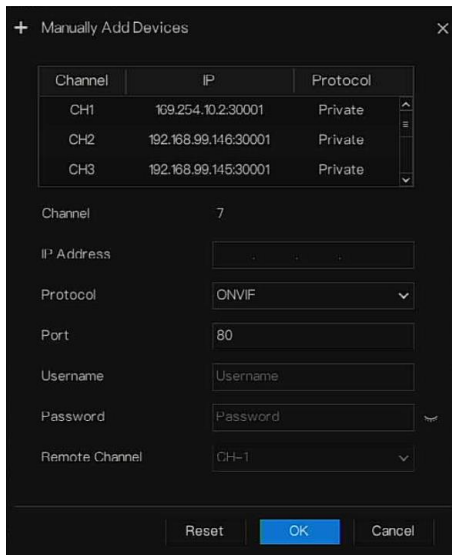 + Manually Add Devices ×
Channel IP Protocol
CH1 169.254.10.2:30001 Private
CH2 192.168.99.146:30001 Private
CH3 192.168.99.145:30001 Private
Channel 7
IP Address . . .
Protocol ONVIF
Port 80
Username Username
Password Password
Remote Channel CH-1
Reset OK Cancel